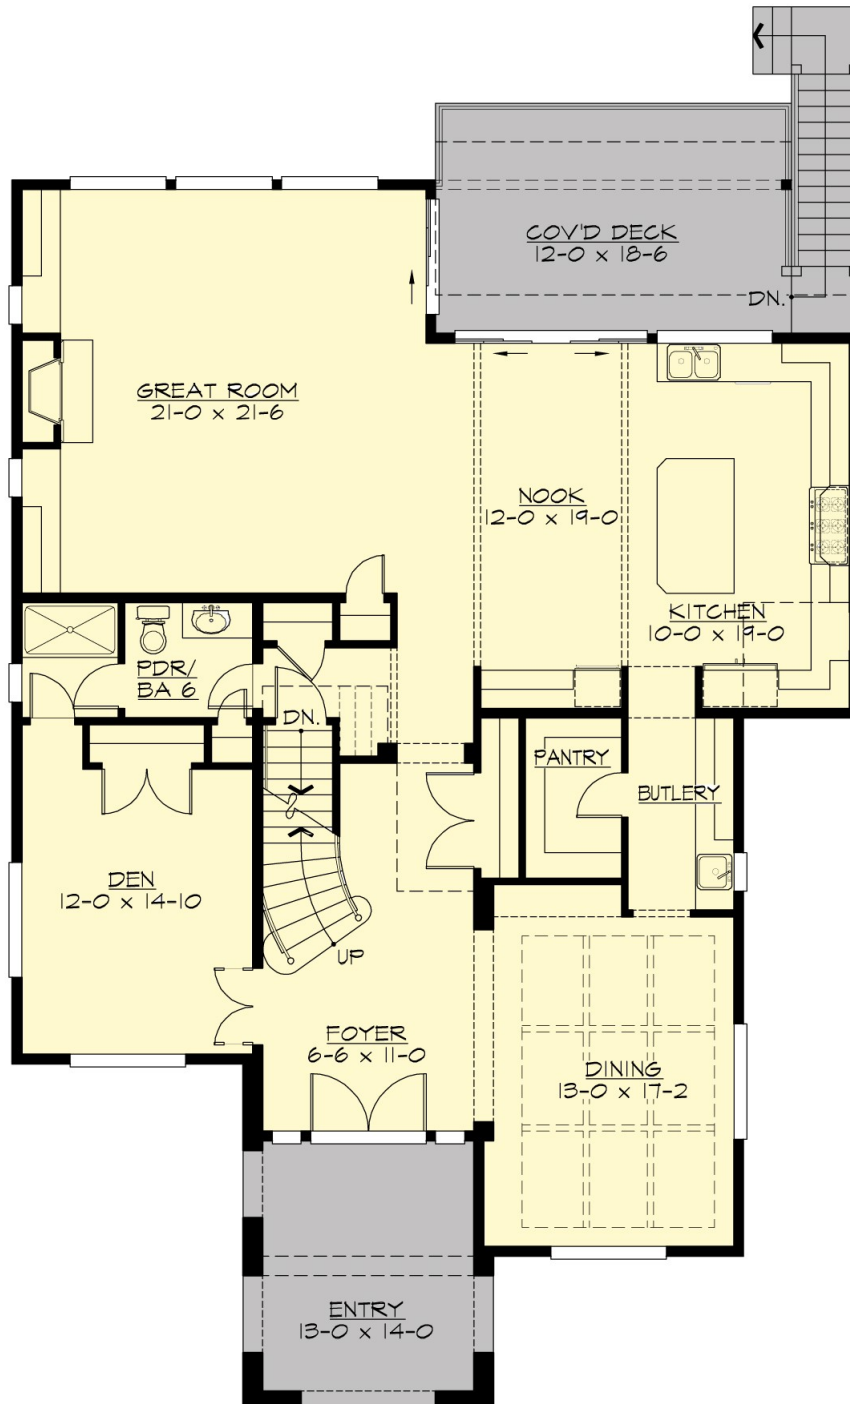 COV'D DECK
12-0 x 18-6
DN.
GREAT ROOM
21-0 x 21-6
NOOK
12-0 x 19-0
KITCHEN
10-0 x 19-0
PDR/
BA 6
DN.
PANTRY
BUTLERY
DEN
12-0 x 14-10
UP
FOYER
6-6 x 11-0
DINING
13-0 x 17-2
ENTRY
13-0 x 14-0